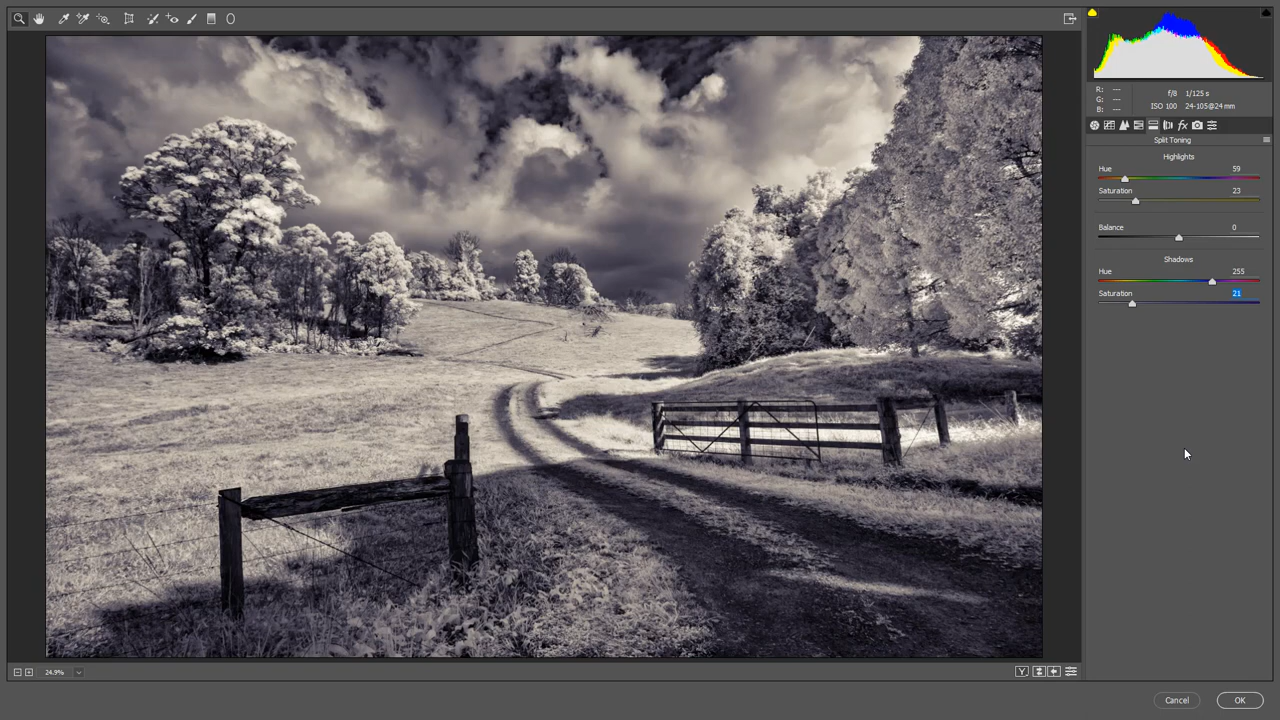 R: ---
G: ---
B: ---
f/8 1/125 s
ISO 100 24-105@24 mm
Split Toning
Highlights
Hue 59
Saturation 23
Balance 0
Shadows
Hue 255
Saturation 21
24.9%
Y
Cancel OK